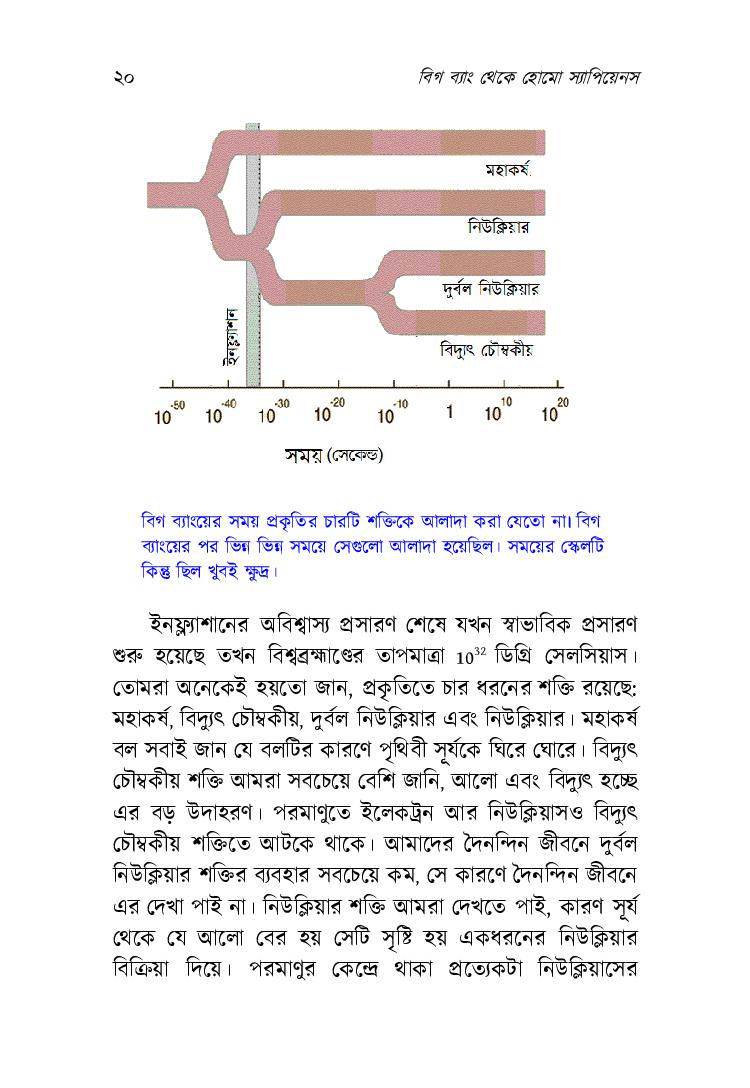 ২০ বিগ ব্যাং থেকে হোমো স্যাপিয়েনস
মহাকর্ষ
নিউক্লিয়ার
দুর্বল নিউক্লিয়ার
বিদ্যুৎ চৌম্বকীয়
ইনফ্ল্যাশন
10^-50 10^-40 10^-30 10^-20 10^-10 1 10^10 10^20
সময় (সেকেন্ড)
বিগ ব্যাংয়ের সময় প্রকৃতির চারটি শক্তিকে আলাদা করা যেতো না। বিগ
ব্যাংয়ের পর ভিন্ন ভিন্ন সময়ে সেগুলো আলাদা হয়েছিল। সময়ের স্কেলটি
কিন্তু ছিল খুবই ক্ষুদ্র।
ইনফ্ল্যাশানের অবিশ্বাস্য প্রসারণ শেষে যখন স্বাভাবিক প্রসারণ
শুরু হয়েছে তখন বিশ্বব্রহ্মাণ্ডের তাপমাত্রা 10^32 ডিগ্রি সেলসিয়াস।
তোমরা অনেকেই হয়তো জান, প্রকৃতিতে চার ধরনের শক্তি রয়েছে:
মহাকর্ষ, বিদ্যুৎ চৌম্বকীয়, দুর্বল নিউক্লিয়ার এবং নিউক্লিয়ার। মহাকর্ষ
বল সবাই জান যে বলটির কারণে পৃথিবী সূর্যকে ঘিরে ঘোরে। বিদ্যুৎ
চৌম্বকীয় শক্তি আমরা সবচেয়ে বেশি জানি, আলো এবং বিদ্যুৎ হচ্ছে
এর বড় উদাহরণ। পরমাণুতে ইলেকট্রন আর নিউক্লিয়াসও বিদ্যুৎ
চৌম্বকীয় শক্তিতে আটকে থাকে। আমাদের দৈনন্দিন জীবনে দুর্বল
নিউক্লিয়ার শক্তির ব্যবহার সবচেয়ে কম, সে কারণে দৈনন্দিন জীবনে
এর দেখা পাই না। নিউক্লিয়ার শক্তি আমরা দেখতে পাই, কারণ সূর্য
থেকে যে আলো বের হয় সেটি সৃষ্টি হয় একধরনের নিউক্লিয়ার
বিক্রিয়া দিয়ে। পরমাণুর কেন্দ্রে থাকা প্রত্যেকটা নিউক্লিয়াসের